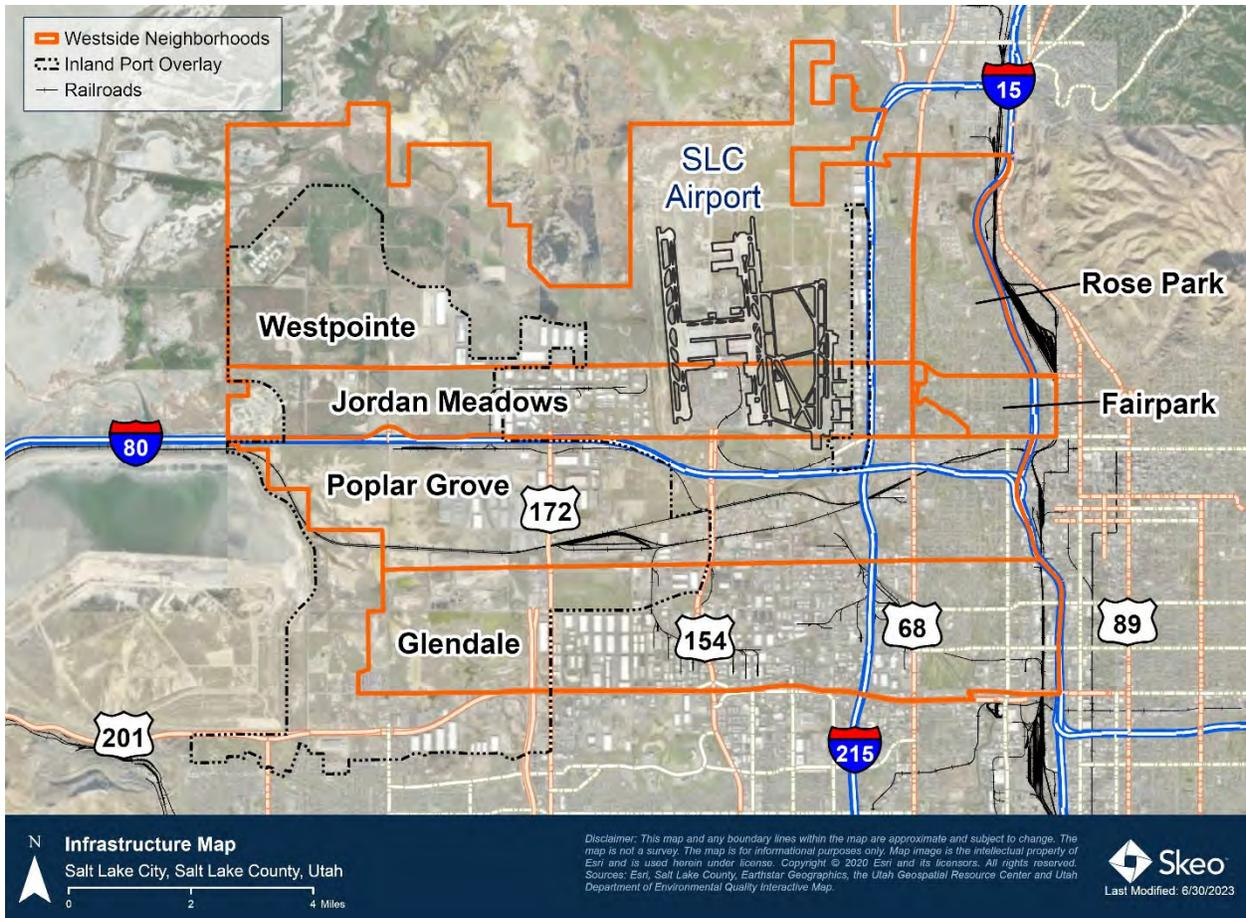 Westside Neighborhoods
Inland Port Overlay
Railroads
15
SLC
Airport
Rose Park
Westpointe
Jordan Meadows
Fairpark
80
Poplar Grove
172
Glendale
154
68
89
201
215
N
Infrastructure Map
Salt Lake City, Salt Lake County, Utah
0 2 4 Miles
Disclaimer: This map and any boundary lines within the map are approximate and subject to change. The
map is not a survey. The map is for informational purposes only. Map image is the intellectual property of
Esri and is used herein under license. Copyright © 2020 Esri and its licensors. All rights reserved.
Sources: Esri, Salt Lake County, Earthstar Geographics, the Utah Geospatial Resource Center and Utah
Department of Environmental Quality Interactive Map.
Skeo
Last Modified: 6/30/2023